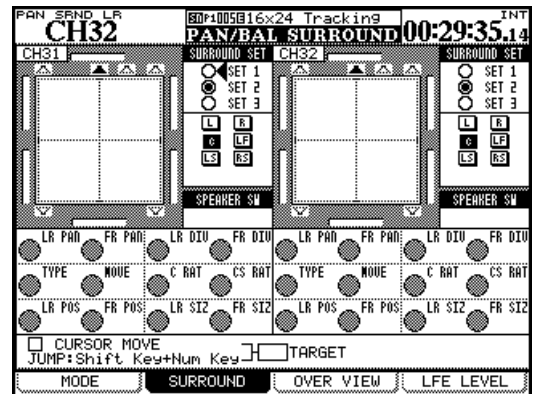 PAN SRND LR
CH32
16x24 Tracking
PAN/BAL SURROUND
INT
00:29:35.14
CH31
SURROUND SET
SET 1
SET 2
SET 3
L R
C LF
LS RS
SPEAKER SW
CH32
SURROUND SET
SET 1
SET 2
SET 3
L R
C LF
LS RS
SPEAKER SW
LR PAN FR PAN LR DIV FR DIV LR PAN FR PAN LR DIV FR DIV
TYPE MOVE C RAT CS RAT TYPE MOVE C RAT CS RAT
LR POS FR POS LR SIZ FR SIZ LR POS FR POS LR SIZ FR SIZ
CURSOR MOVE
JUMP:Shift Key+Num Key
TARGET
MODE SURROUND OVER VIEW LFE LEVEL